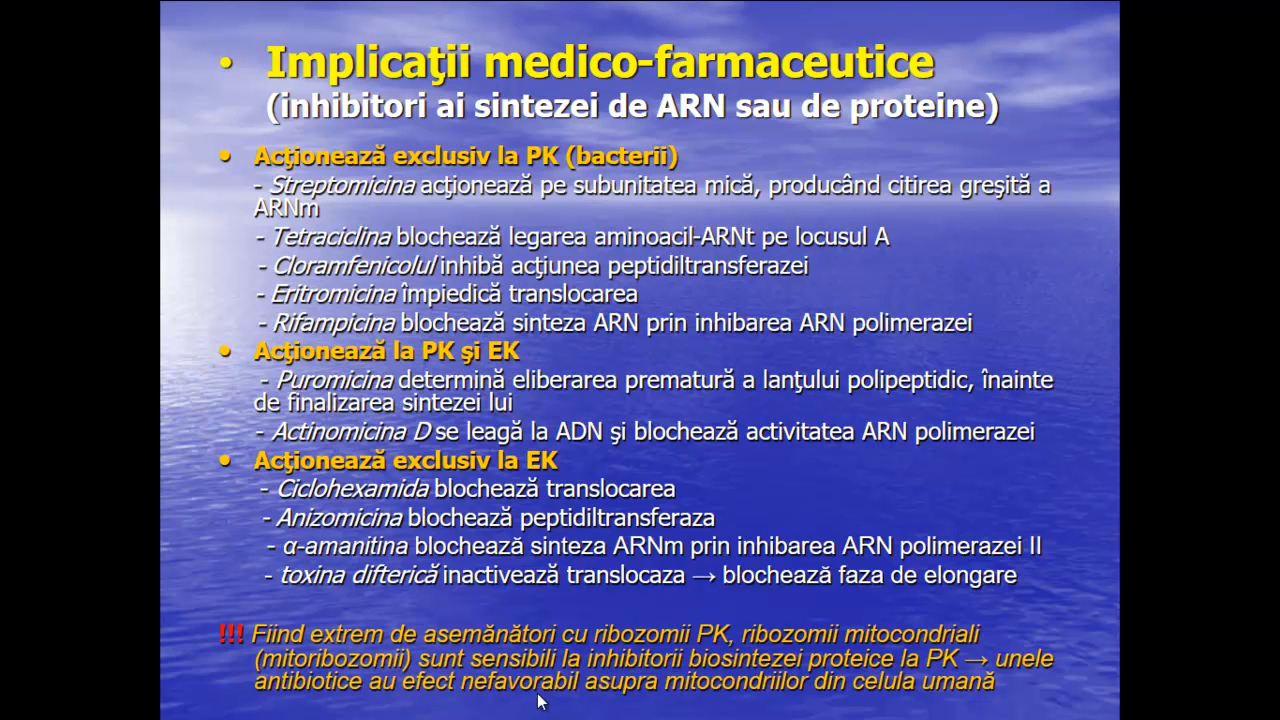 • Implicaţii medico-farmaceutice
(inhibitori ai sintezei de ARN sau de proteine)
• Acţionează exclusiv la PK (bacterii)
- Streptomicina acţionează pe subunitatea mică, producând citirea greşită a
ARNm
- Tetraciclina blochează legarea aminoacil-ARNt pe locusul A
- Cloramfenicolul inhibă acţiunea peptidiltransferazei
- Eritromicina împiedică translocarea
- Rifampicina blochează sinteza ARN prin inhibarea ARN polimerazei
• Acţionează la PK şi EK
- Puromicina determină eliberarea prematură a lanţului polipeptidic, înainte
de finalizarea sintezei lui
- Actinomicina D se leagă la ADN şi blochează activitatea ARN polimerazei
• Acţionează exclusiv la EK
- Ciclohexamida blochează translocarea
- Anizomicina blochează peptidiltransferaza
- α-amanitina blochează sinteza ARNm prin inhibarea ARN polimerazei II
- toxina difterică inactivează translocaza → blochează faza de elongare
!!! Fiind extrem de asemănători cu ribozomii PK, ribozomii mitocondriali
(mitoribozomii) sunt sensibili la inhibitorii biosintezei proteice la PK → unele
antibiotice au efect nefavorabil asupra mitocondriilor din celula umană